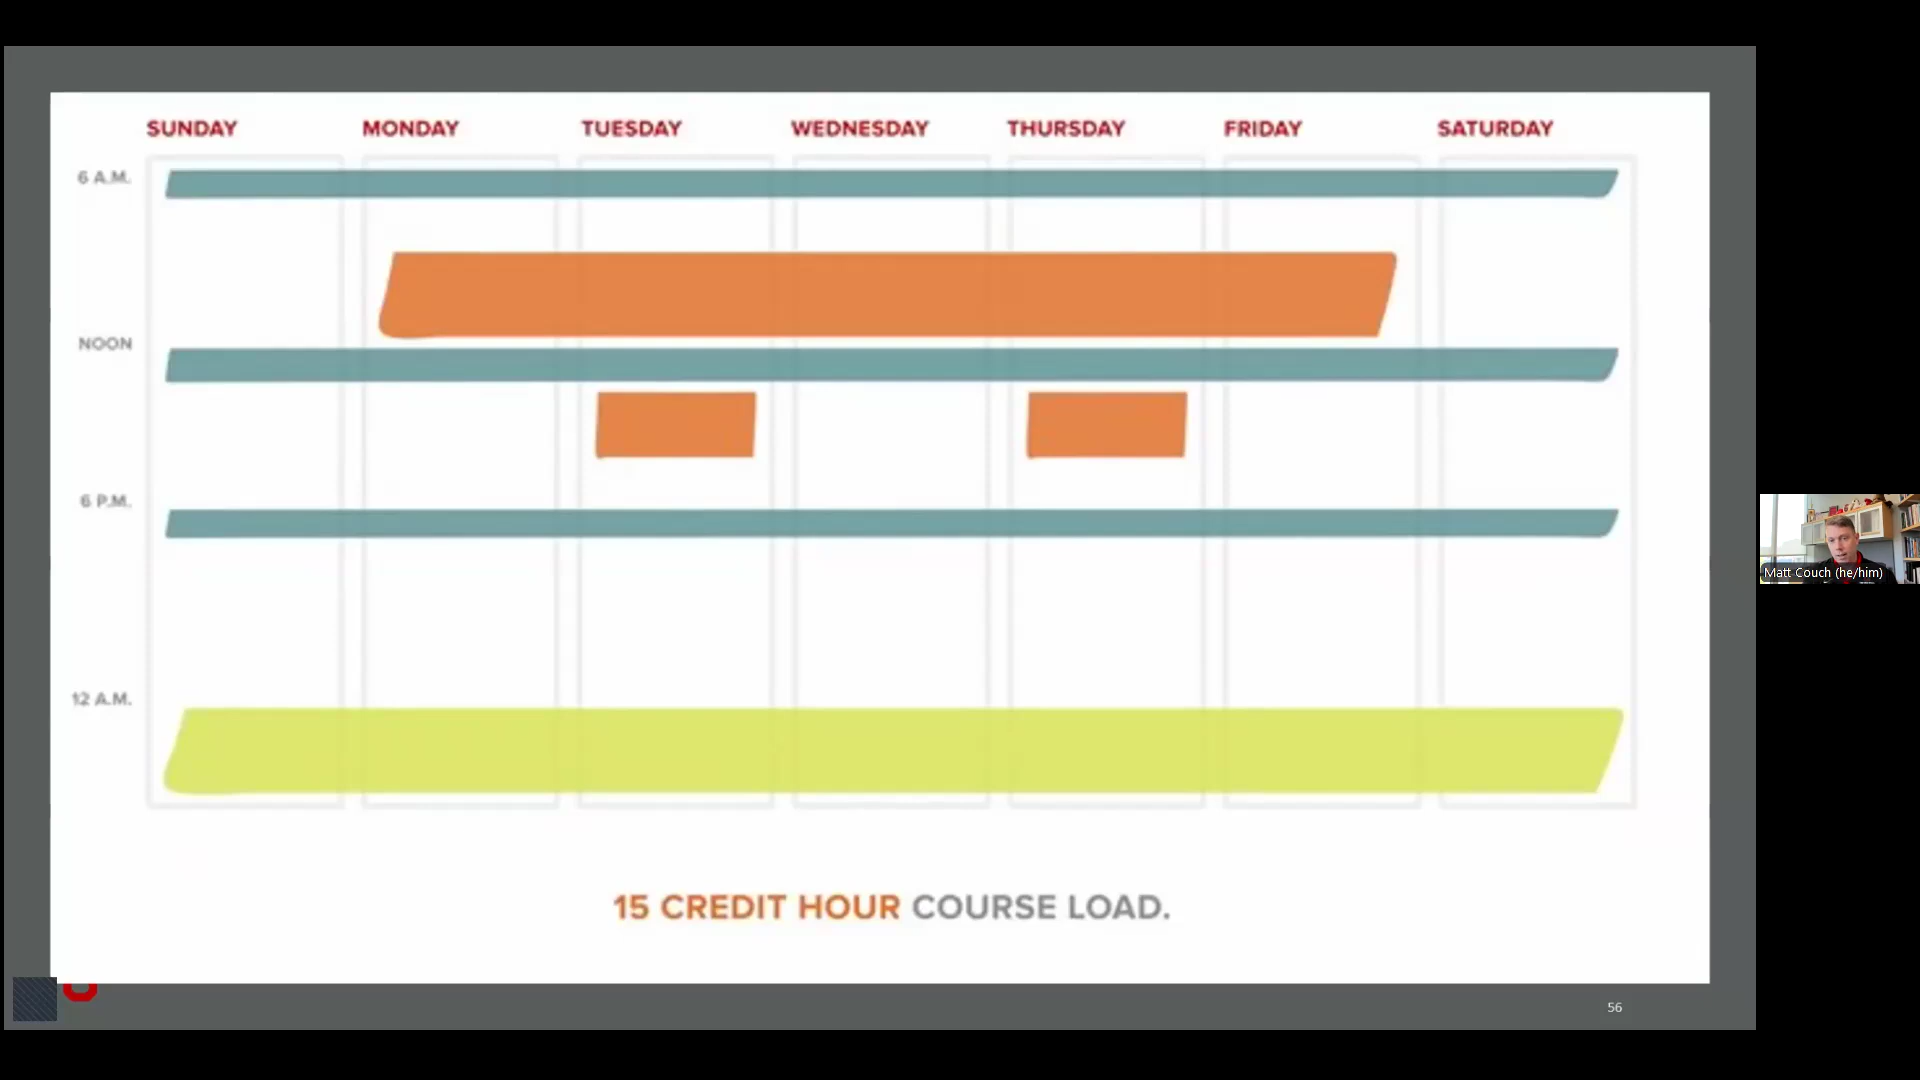 SUNDAY MONDAY TUESDAY WEDNESDAY THURSDAY FRIDAY SATURDAY
6 A.M.
NOON
6 P.M.
Matt Couch (he/him)
12 A.M.
15 CREDIT HOUR COURSE LOAD.
56